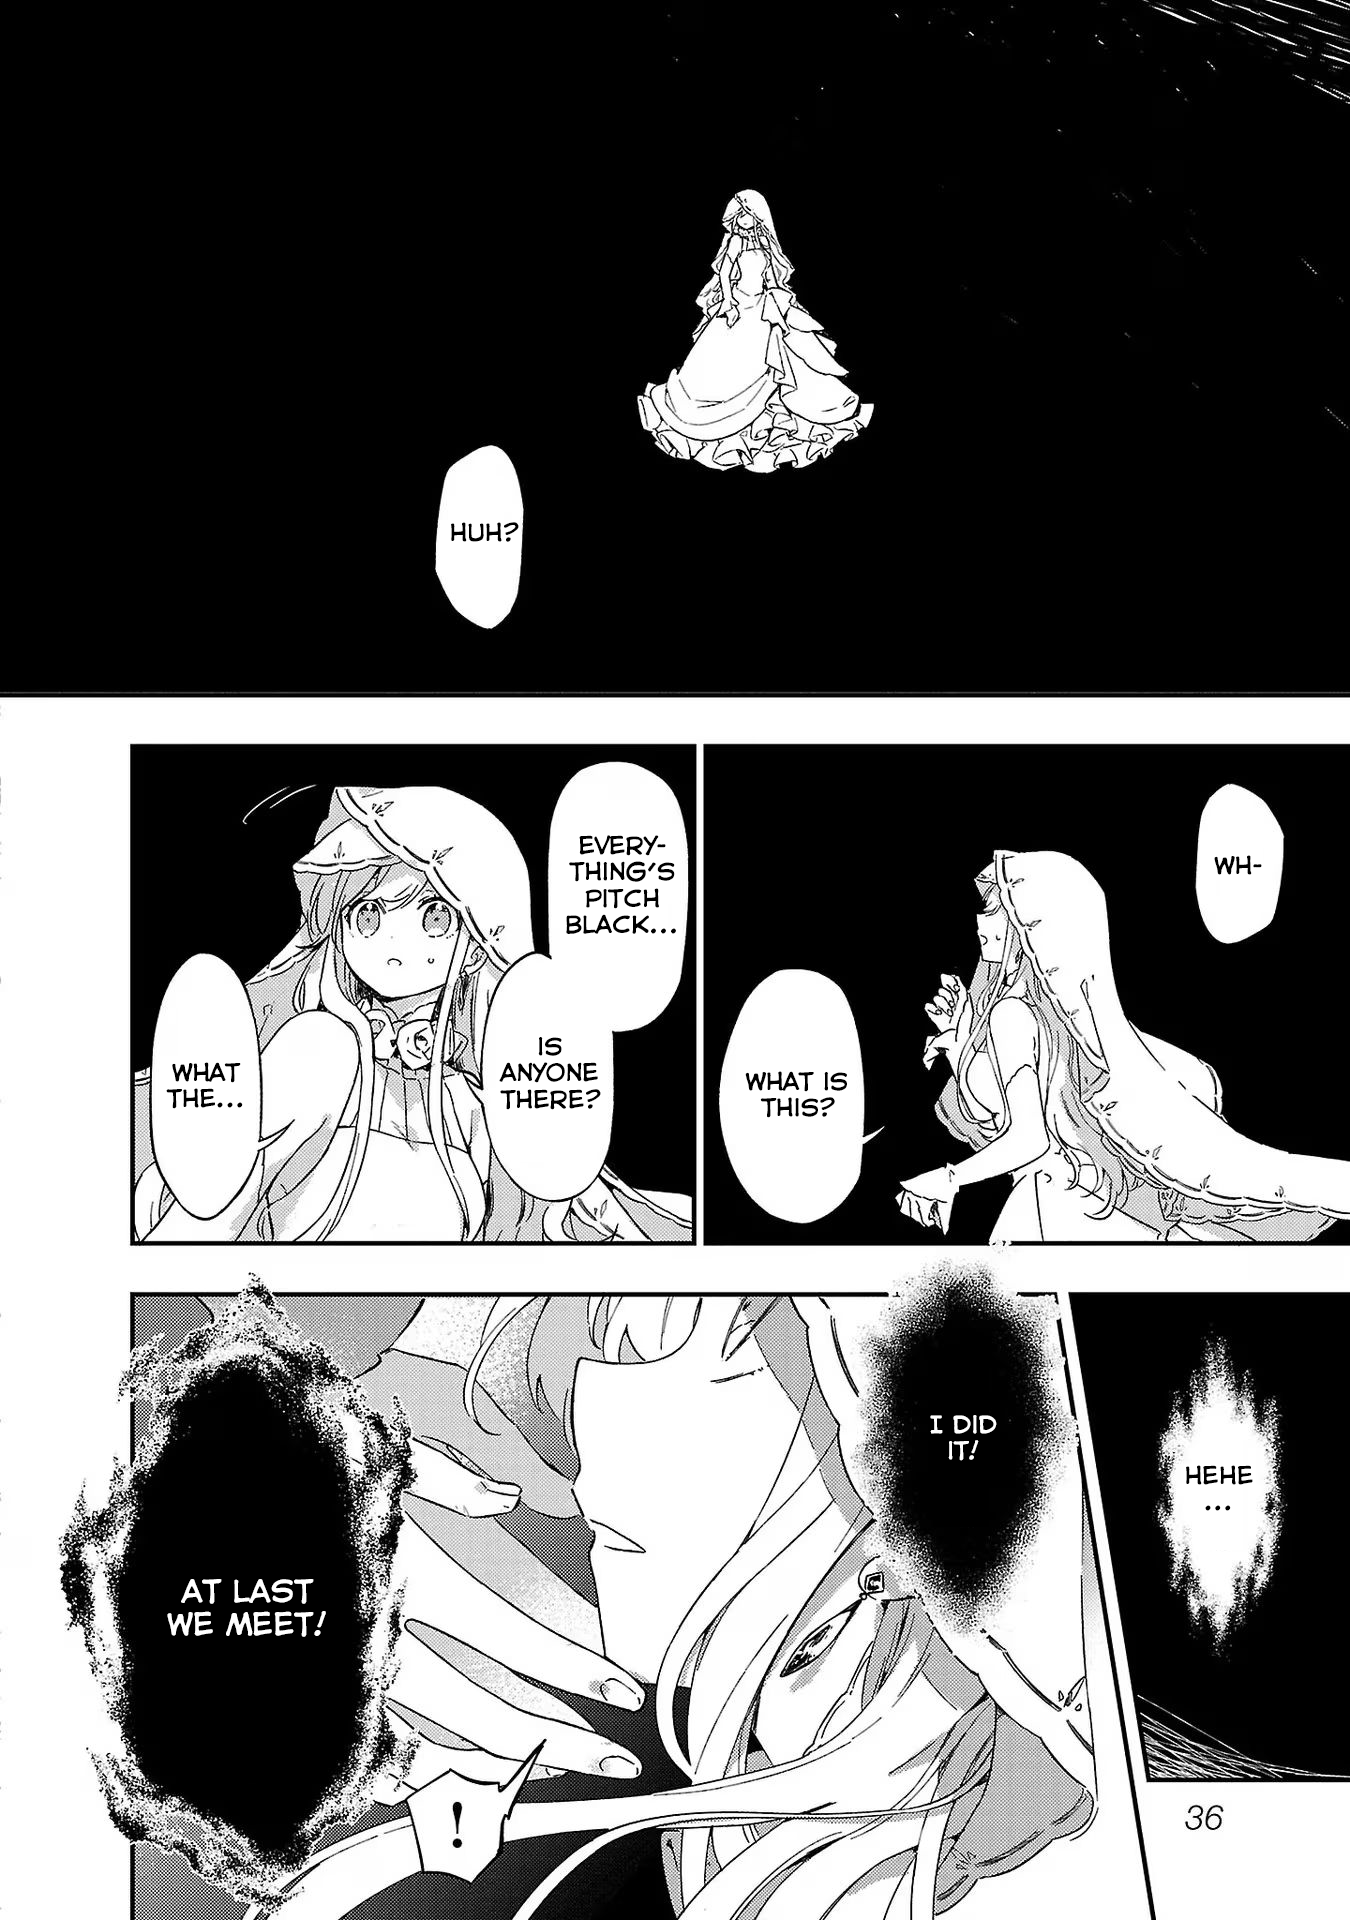 HUH?
WH-
WHAT IS
THIS?
EVERY-
THING'S
PITCH
BLACK...
IS
ANYONE
THERE?
WHAT
THE...
HEHE
...
I DID
IT!
AT LAST
WE MEET!
!
36